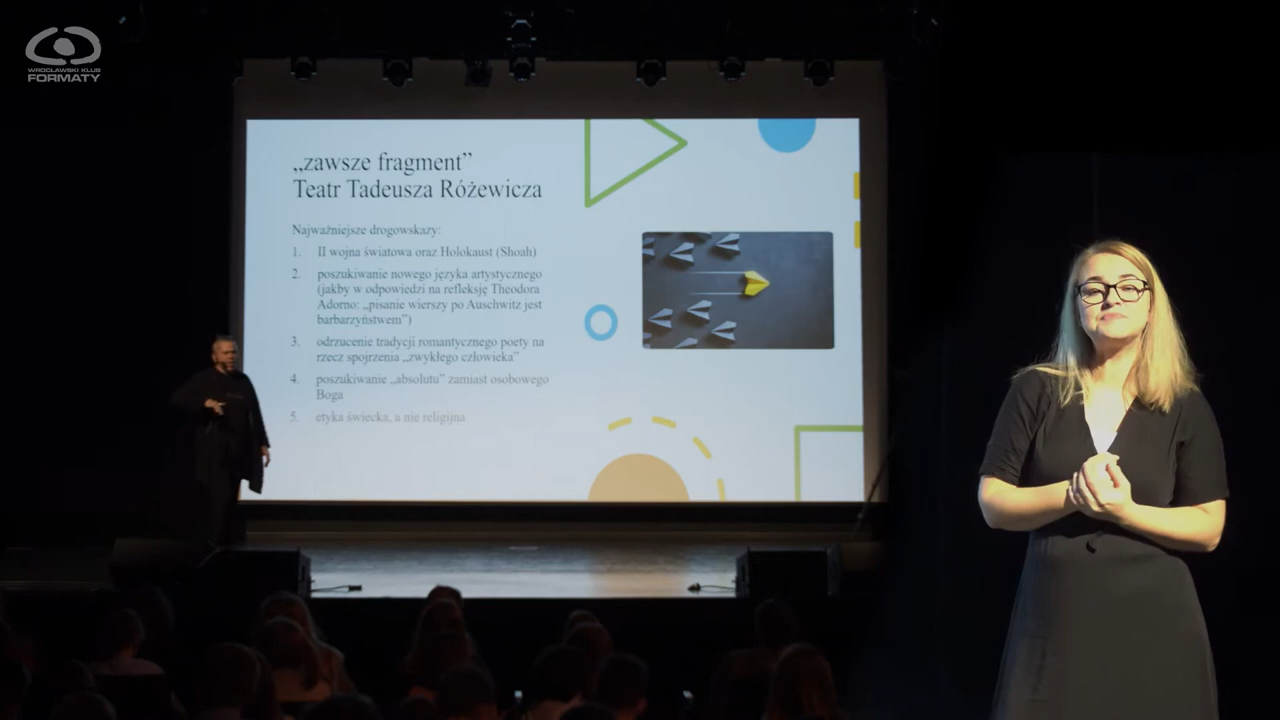 WROCŁAWSKI KLUB
FORMATY
„zawsze fragment”
Teatr Tadeusza Różewicza
Najważniejsze drogowskazy:
1. II wojna światowa oraz Holokaust (Shoah)
2. poszukiwanie nowego języka artystycznego
(jakby w odpowiedzi na refleksję Theodora
Adorno: „pisanie wierszy po Auschwitz jest
barbarzyństwem”)
3. odrzucenie tradycji romantycznego poety na
rzecz spojrzenia „zwykłego człowieka”
4. poszukiwanie „absolutu” zamiast osobowego
Boga
5. etyka świecka, a nie religijna